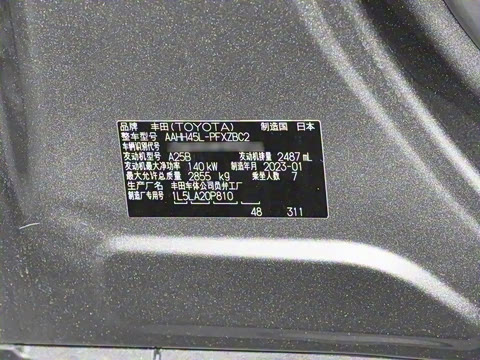 品牌 丰田(TOYOTA) 制造国 日本
整车型号 AAHH45L-PFXZBC2
车辆识别代号
发动机型号 A25B 发动机排量 2487 mL
发动机最大净功率 140 kW 制造年月 2023-01
最大允许总质量 2855 kg 乘坐人数 7
生产厂名 丰田车体公司员弁工厂
制造厂专用号 1L5LA20P810
48 311